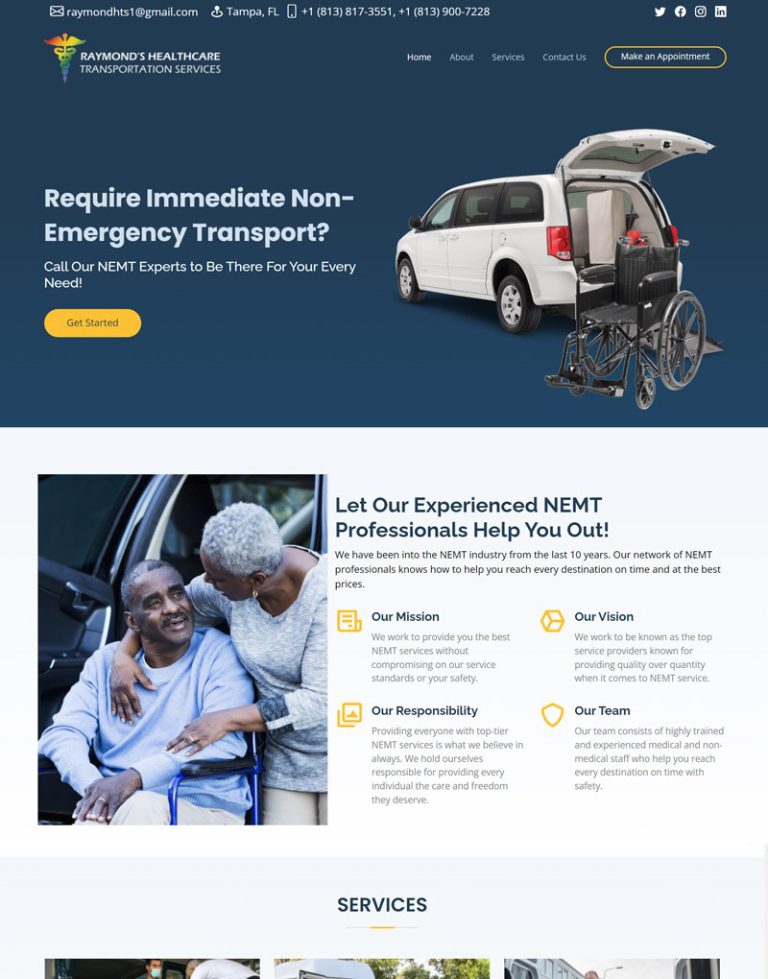 raymondhts1@gmail.com Tampa, FL +1 (813) 817-3551, +1 (813) 900-7228
RAYMOND'S HEALTHCARE
TRANSPORTATION SERVICES
Home About Services Contact Us Make an Appointment
Require Immediate Non-
Emergency Transport?
Call Our NEMT Experts to Be There For Your Every
Need!
Get Started
Let Our Experienced NEMT
Professionals Help You Out!
We have been into the NEMT industry from the last 10 years. Our network of NEMT
professionals knows how to help you reach every destination on time and at the best
prices.
Our Mission
We work to provide you the best
NEMT services without
compromising on our service
standards or your safety.
Our Vision
We work to be known as the top
service providers known for
providing quality over quantity
when it comes to NEMT service.
Our Responsibility
Providing everyone with top-tier
NEMT services is what we believe in
always. We hold ourselves
responsible for providing every
individual the care and freedom
they deserve.
Our Team
Our team consists of highly trained
and experienced medical and non-
medical staff who help you reach
every destination on time with
safety.
SERVICES